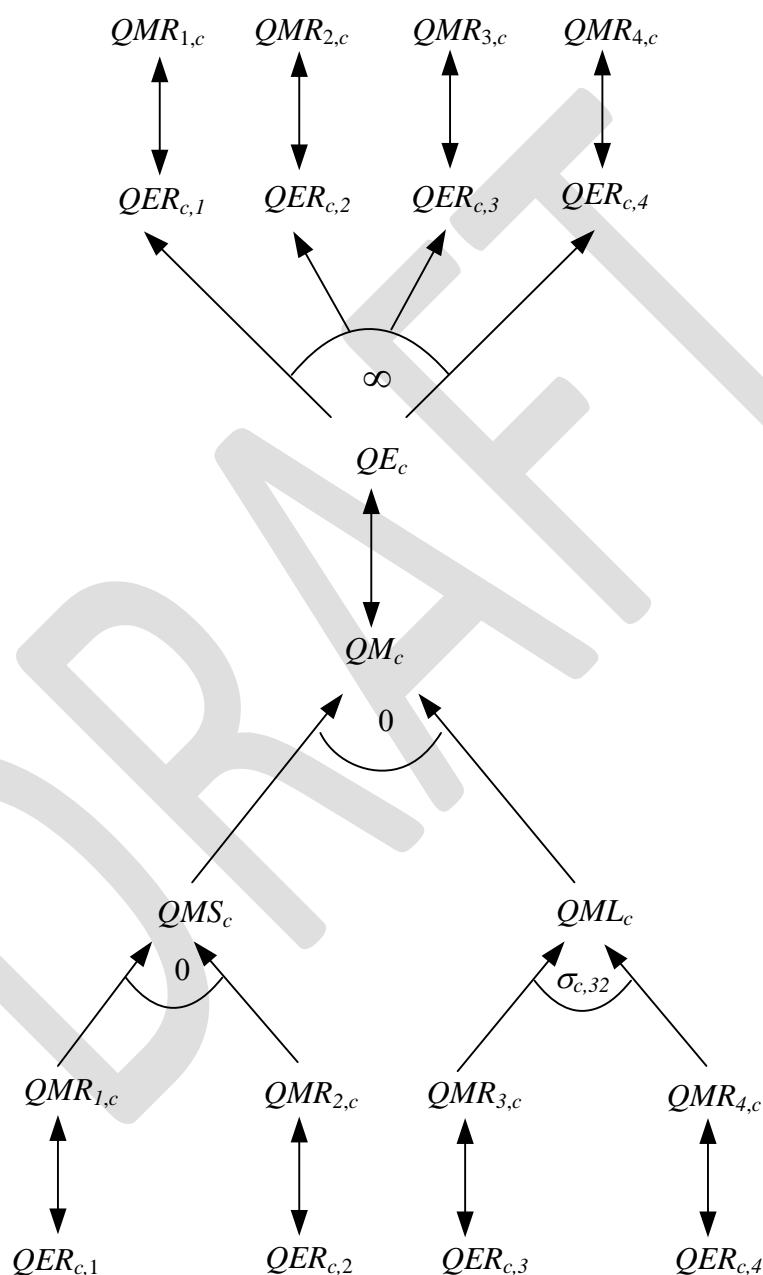 QMR1,c QMR2,c QMR3,c QMR4,c
QERc,1 QERc,2 QERc,3 QERc,4
∞
QEc
QMc
0
QMSc QMLc
0 σc,32
QMR1,c QMR2,c QMR3,c QMR4,c
QERc,1 QERc,2 QERc,3 QERc,4
DRAFT